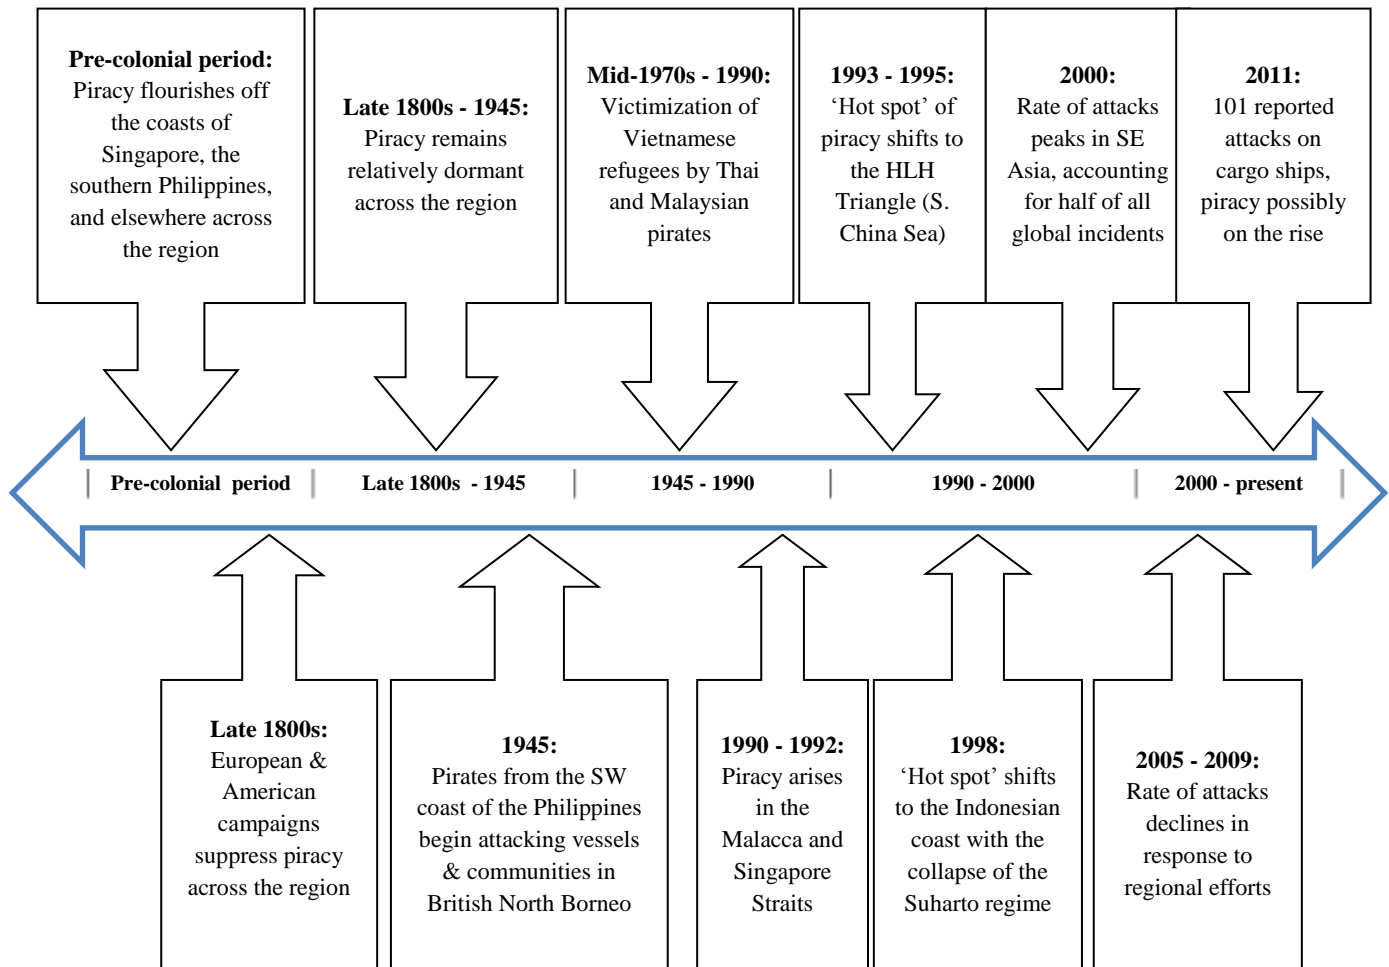 Pre-colonial period:
Piracy flourishes off
the coasts of
Singapore, the
southern Philippines,
and elsewhere across
the region
Late 1800s - 1945:
Piracy remains
relatively dormant
across the region
Mid-1970s - 1990:
Victimization of
Vietnamese
refugees by Thai
and Malaysian
pirates
1993 - 1995:
‘Hot spot’ of
piracy shifts to
the HLH
Triangle (S.
China Sea)
2000:
Rate of attacks
peaks in SE
Asia, accounting
for half of all
global incidents
2011:
101 reported
attacks on
cargo ships,
piracy possibly
on the rise
Pre-colonial period
Late 1800s - 1945
1945 - 1990
1990 - 2000
2000 - present
Late 1800s:
European &
American
campaigns
suppress piracy
across the region
1945:
Pirates from the SW
coast of the Philippines
begin attacking vessels
& communities in
British North Borneo
1990 - 1992:
Piracy arises
in the
Malacca and
Singapore
Straits
1998:
‘Hot spot’ shifts
to the Indonesian
coast with the
collapse of the
Suharto regime
2005 - 2009:
Rate of attacks
declines in
response to
regional efforts